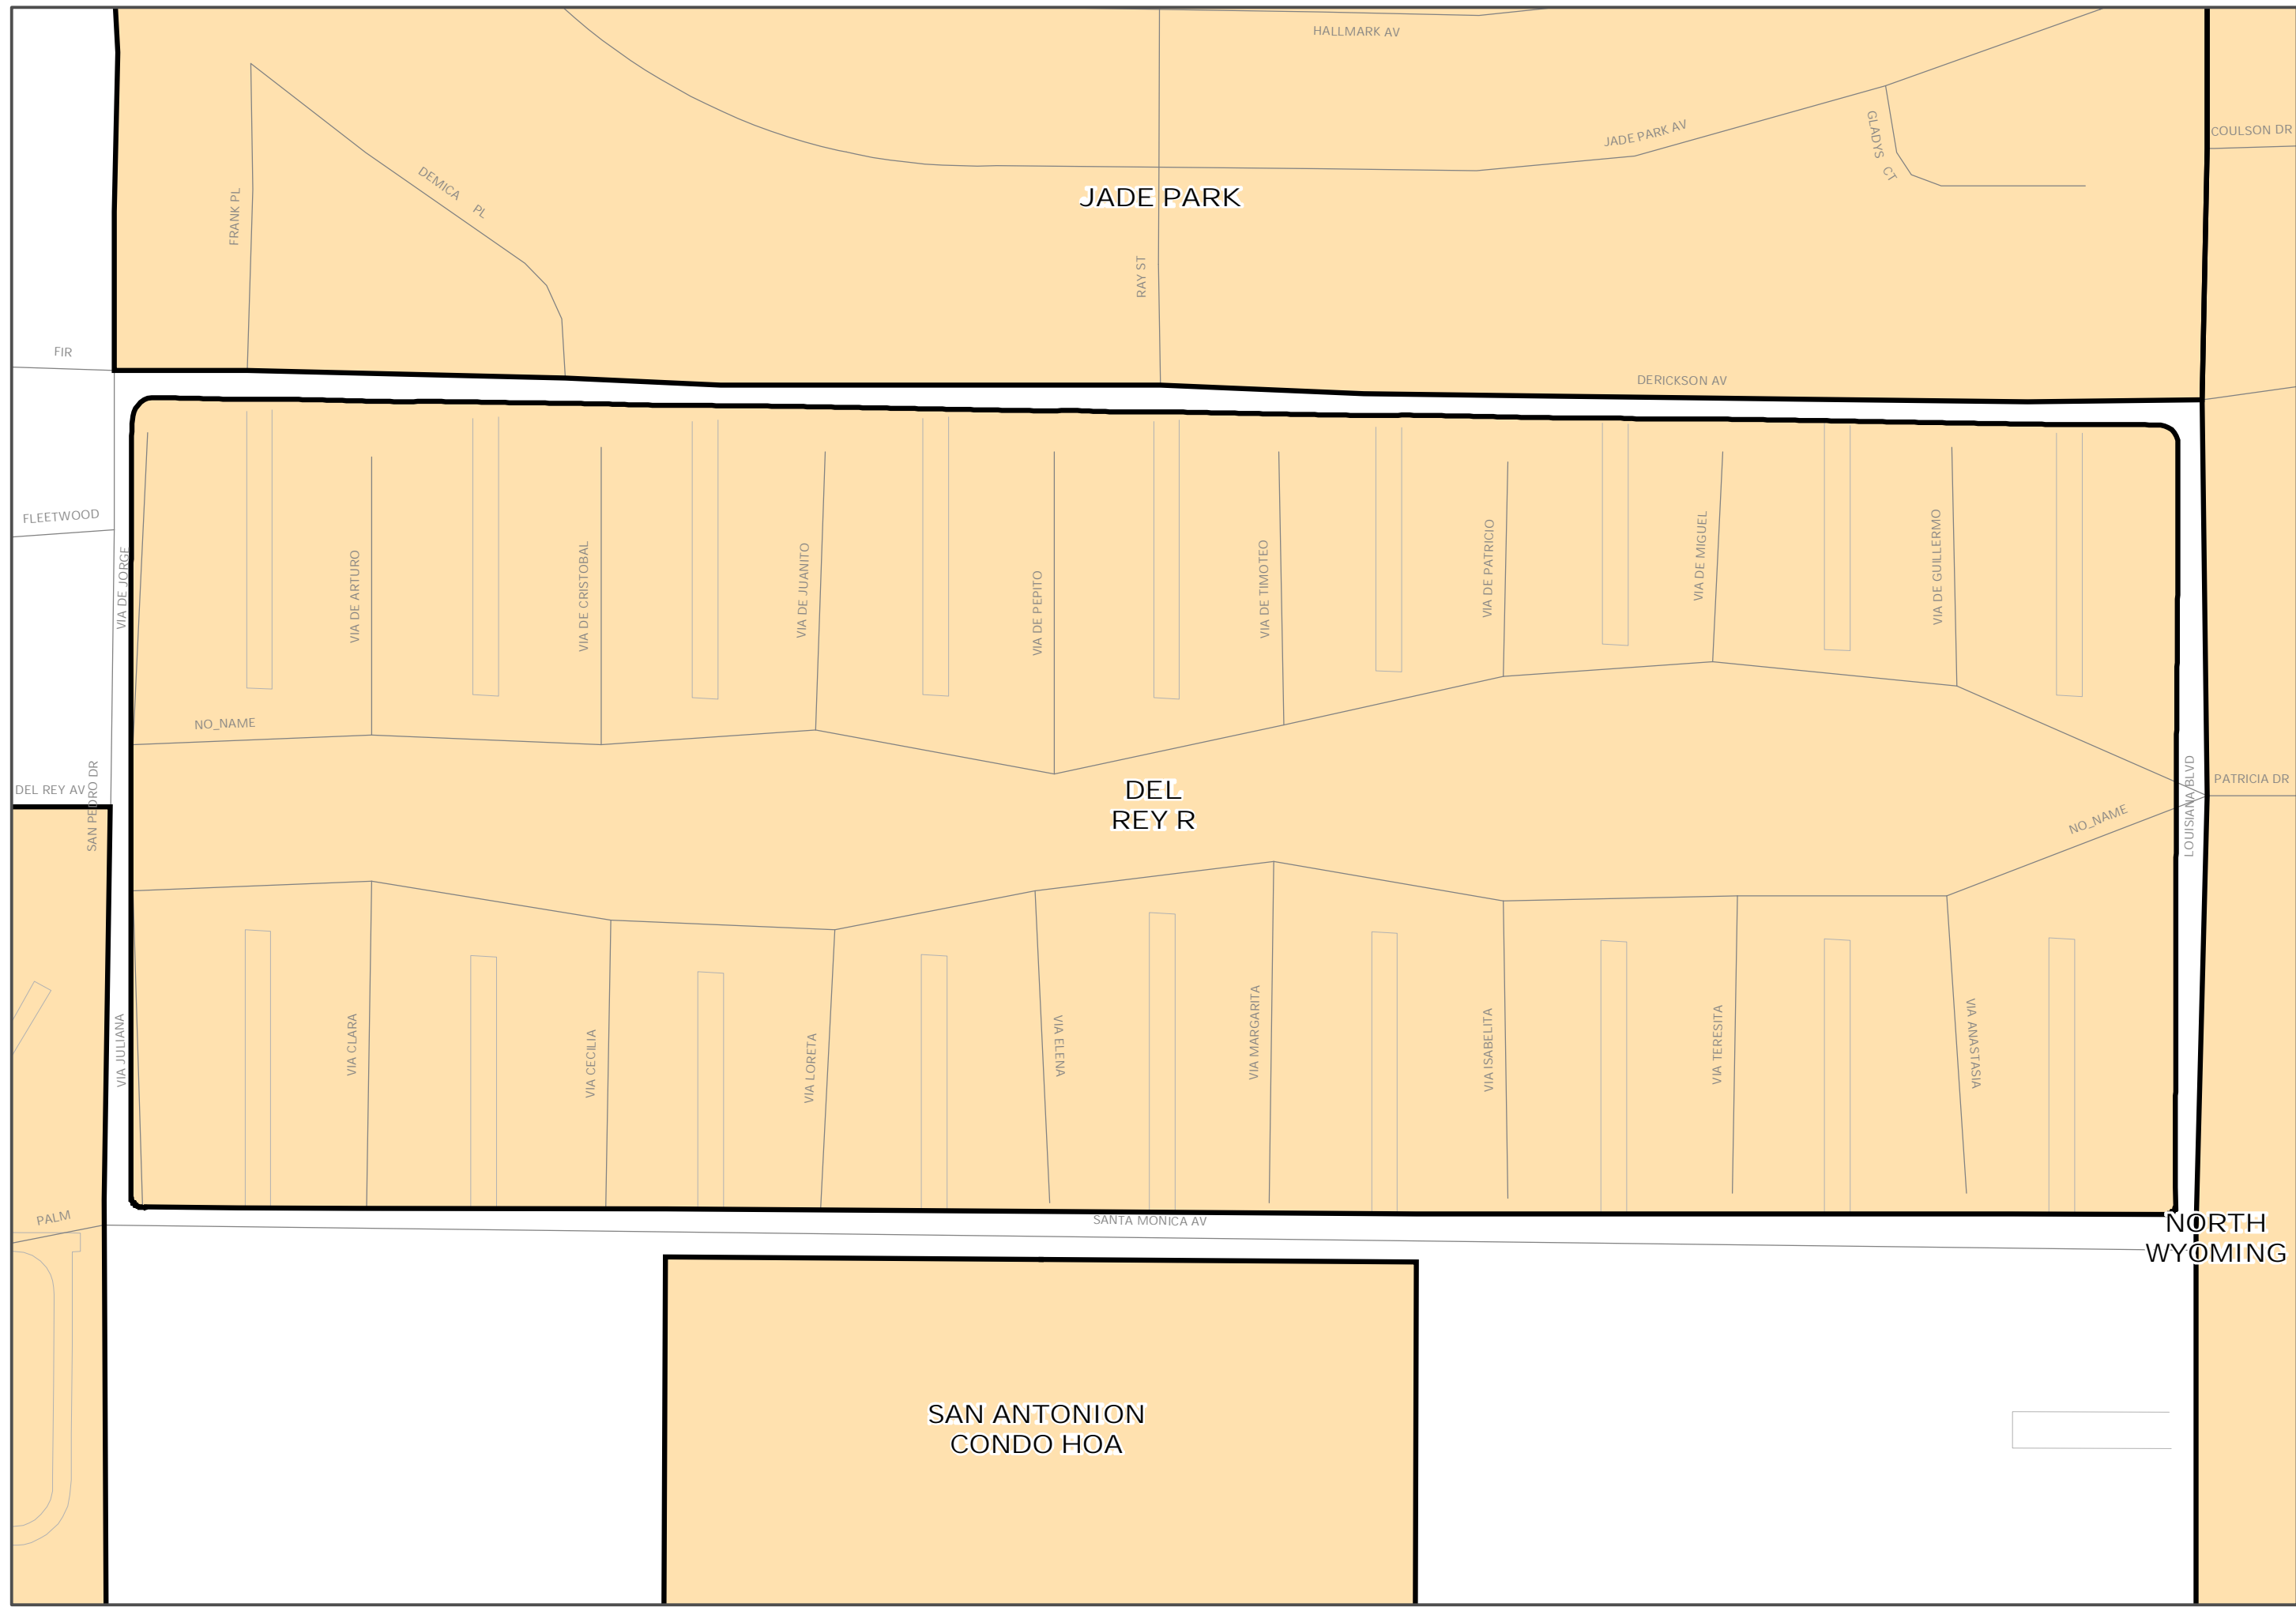 HALLMARK AV
JADE PARK AV
GLADYS CT
COULSON DR
DEMICA PL
FRANK PL
JADE PARK
RAY ST
FIR
DERICKSON AV
FLEETWOOD
VIA DE JORGE
VIA DE ARTURO
VIA DE CRISTOBAL
VIA DE JUANITO
VIA DE PEPITO
VIA DE TIMOTEO
VIA DE PATRICIO
VIA DE MIGUEL
VIA DE GUILLERMO
NO_NAME
DEL REY AV
SAN PEDRO DR
DEL
REY R
LOUISIANA BLVD
PATRICIA DR
NO_NAME
VIA JULIANA
VIA CLARA
VIA CECILIA
VIA LORETA
VIA ELENA
VIA MARGARITA
VIA ISABELITA
VIA TERESITA
VIA ANASTASIA
PALM
SANTA MONICA AV
NORTH
WYOMING
SAN ANTONION
CONDO HOA